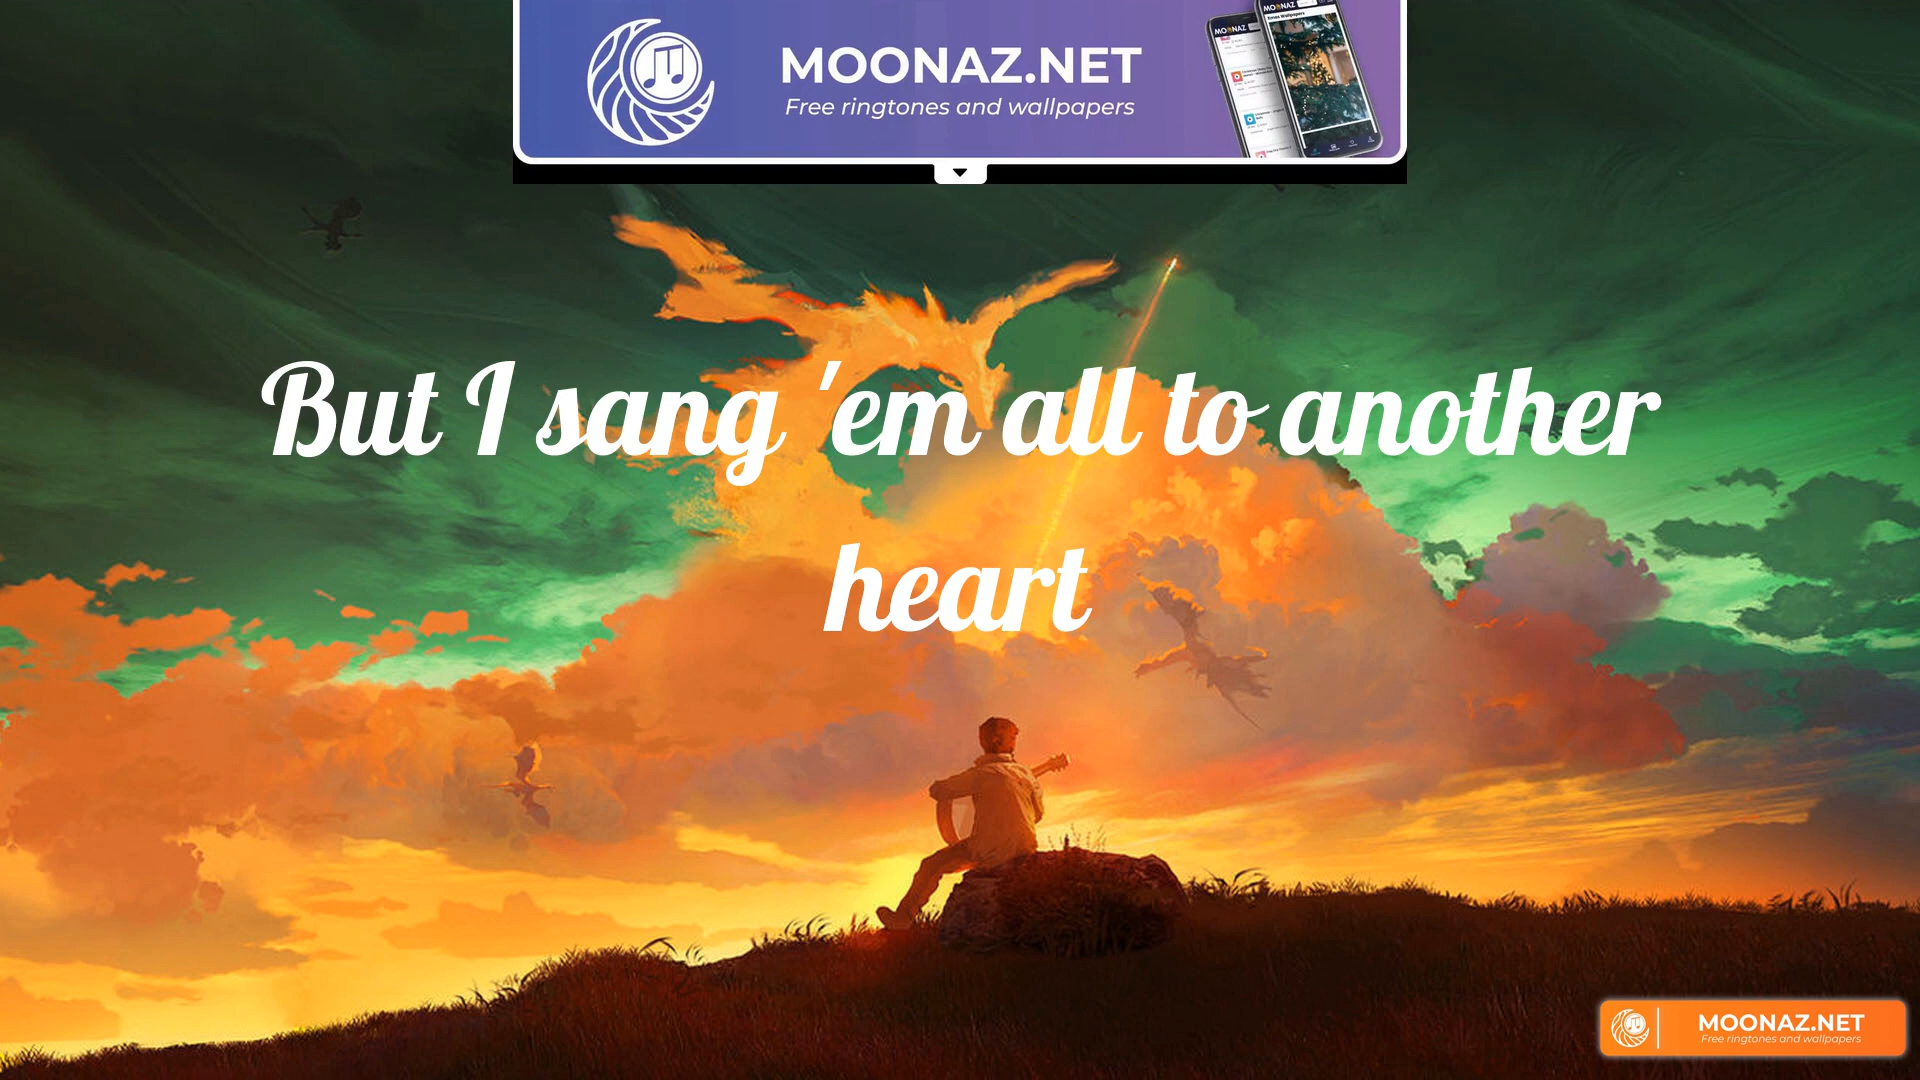 MOONAZ.NET
Free ringtones and wallpapers
But I sang 'em all to another
heart
MOONAZ.NET
Free ringtones and wallpapers